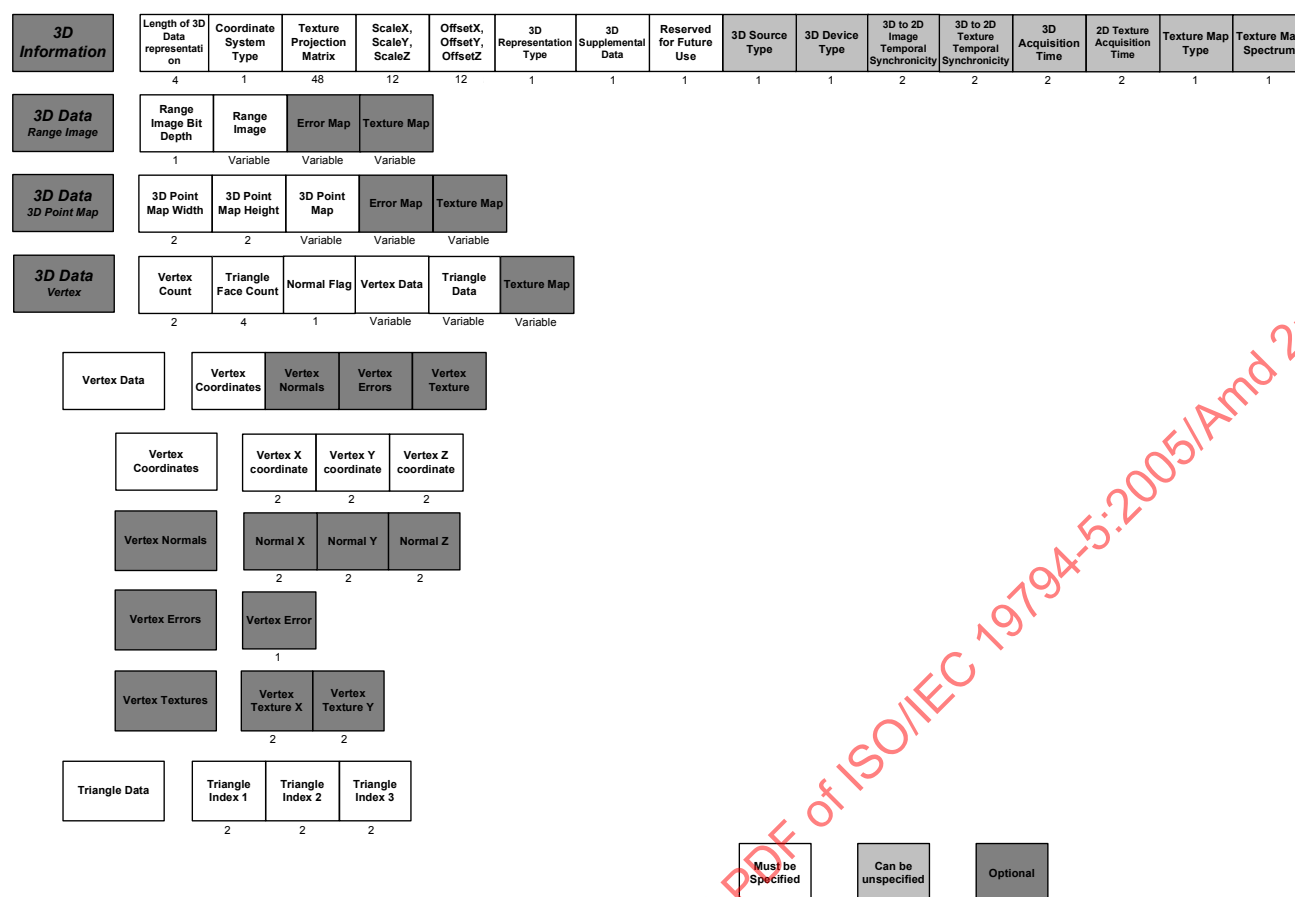 3D Information
Length of 3D Data representati on
Coordinate System Type
Texture Projection Matrix
ScaleX, ScaleY, ScaleZ
OffsetX, OffsetY, OffsetZ
3D Representation Type
3D Supplemental Data
Reserved for Future Use
3D Source Type
3D Device Type
3D to 2D Image Temporal Synchronicity
3D to 2D Texture Temporal Synchronicity
3D Acquisition Time
2D Texture Acquisition Time
Texture Map Type
Texture Ma Spectrum
4 1 48 12 12 1 1 1 1 1 2 2 2 2 1 1
3D Data
Range Image
Range Image Bit Depth
Range Image
Error Map
Texture Map
1 Variable Variable Variable
3D Data
3D Point Map
3D Point Map Width
3D Point Map Height
3D Point Map
Error Map
Texture Map
2 2 Variable Variable Variable
3D Data
Vertex
Vertex Count
Triangle Face Count
Normal Flag
Vertex Data
Triangle Data
Texture Map
2 4 1 Variable Variable Variable
Vertex Data
Vertex Coordinates
Vertex Normals
Vertex Errors
Vertex Texture
Vertex Coordinates
Vertex X coordinate
Vertex Y coordinate
Vertex Z coordinate
2 2 2
Vertex Normals
Normal X
Normal Y
Normal Z
2 2 2
Vertex Errors
Vertex Error
1
Vertex Textures
Vertex Texture X
Vertex Texture Y
2 2
Triangle Data
Triangle Index 1
Triangle Index 2
Triangle Index 3
2 2 2
Must be Specified
Can be unspecified
Optional
PDF of ISO/IEC 19794-5:2005/Amd 2